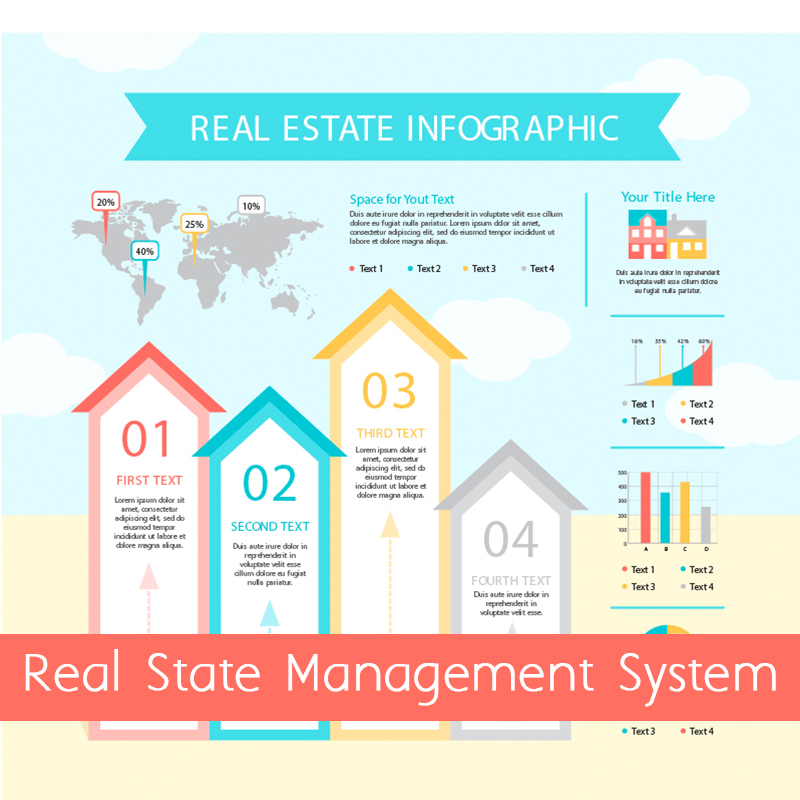 REAL ESTATE INFOGRAPHIC
20%
40%
25%
10%
Space for Yout Text
Duis aute irure dolor in reprehenderit in voluptate velit esse cillum
dolore eu fugiat nulla pariatur. Lorem ipsum dolor sit amet,
consectetur adipiscing elit, sed do eiusmod tempor incididunt ut
labore et dolore magna aliqua.
Text 1
Text 2
Text 3
Text 4
Your Title Here
Duis aute irure dolor in reprehenderit
in voluptate velit esse cillum dolore
eu fugiat nulla pariatur.
18% 35% 42% 60%
Text 1
Text 2
Text 3
Text 4
500
400
300
200
100
A B C D
Text 1
Text 2
Text 3
Text 4
01
FIRST TEXT
Lorem ipsum dolor sit
amet, consectetur
adipiscing elit, sed do
eiusmod tempor
incididunt ut labore et
dolore magna aliqua.
02
SECOND TEXT
Duis aute irure dolor in
reprehenderit in
voluptate velit esse
cillum dolore eu fugiat
nulla pariatur.
03
THIRD TEXT
Lorem ipsum dolor sit
amet, consectetur
adipiscing elit, sed do
eiusmod tempor
incididunt ut labore et
dolore magna aliqua.
04
FOURTH TEXT
Duis aute irure dolor in
reprehenderit in
voluptate velit esse.
Real State Management System
Text 3
Text 4